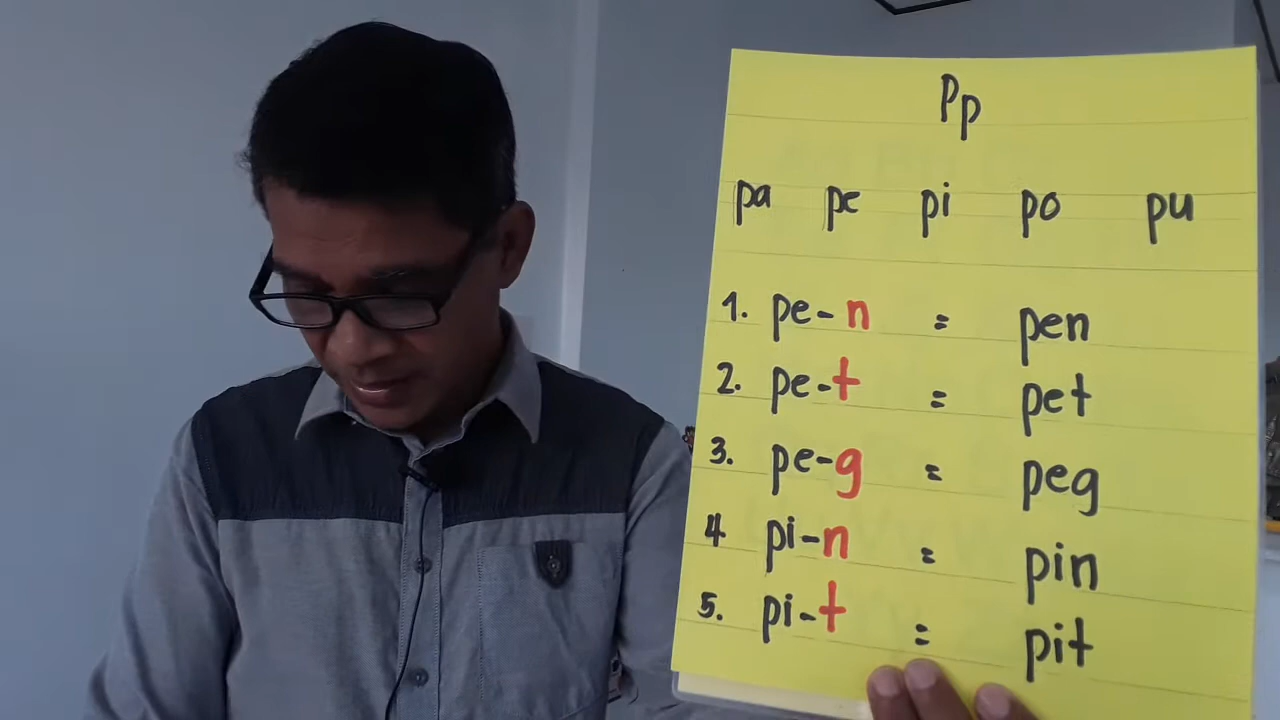 Pp
pa pe pi po pu
1. pe-n = pen
2. pe-t = pet
3. pe-g = peg
4 pi-n = pin
5. pi-t = pit